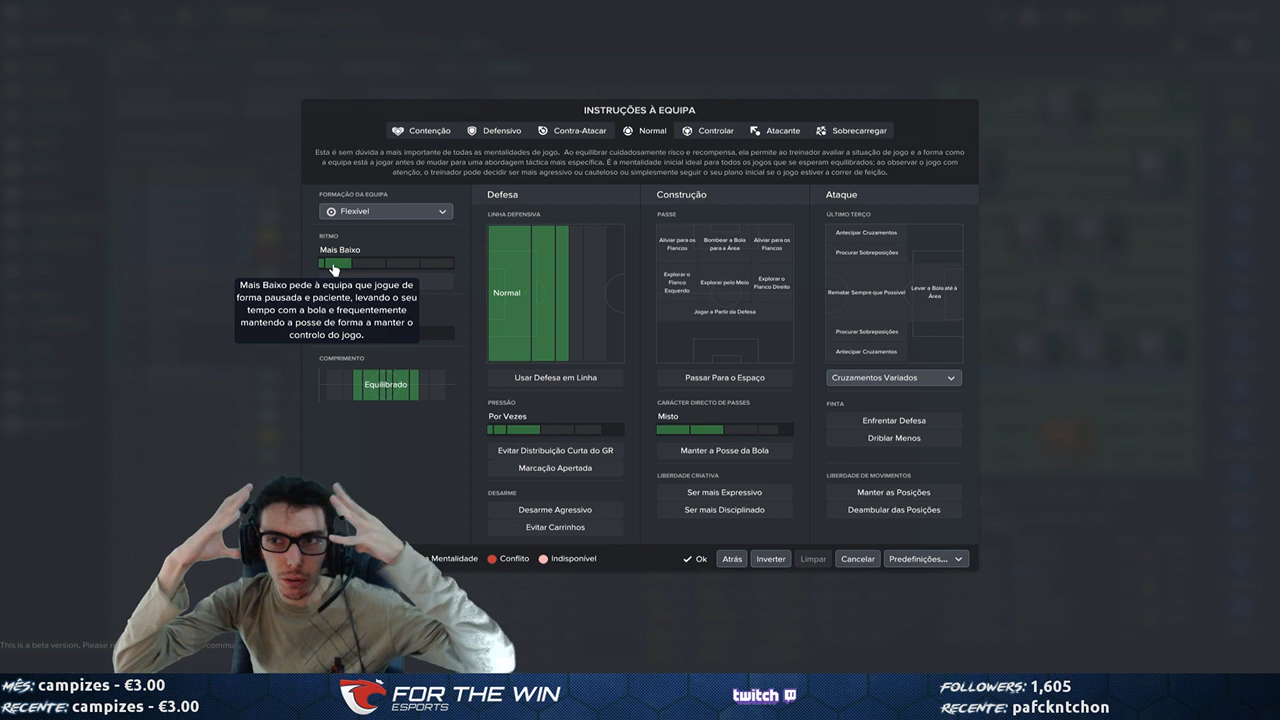 INSTRUÇÕES À EQUIPA
Contenção Defensivo Contra-Atacar Normal Controlar Atacante Sobrecarregar
Esta é sem dúvida a mais importante de todas as mentalidades de jogo. Ao equilibrar cuidadosamente risco e recompensa, ela permite ao treinador avaliar a situação de jogo e a forma como
a equipa está a jogar antes de mudar para uma abordagem táctica mais específica. É a mentalidade inicial ideal para todos os jogos que se esperam equilibrados; ao observar o jogo com
atenção, o treinador pode decidir ser mais agressivo ou cauteloso ou simplesmente seguir o seu plano inicial se o jogo estiver a correr de feição.
FORMAÇÃO DA EQUIPA
Flexível
RITMO
Mais Baixo
Mais Baixo pede à equipa que jogue de
forma pausada e paciente, levando o seu
tempo com a bola e frequentemente
mantendo a posse de forma a manter o
controlo do jogo.
COMPRIMENTO
Equilibrado
Defesa
LINHA DEFENSIVA
Normal
Usar Defesa em Linha
PRESSÃO
Por Vezes
Evitar Distribuição Curta do GR
Marcação Apertada
DESARME
Desarme Agressivo
Evitar Carrinhos
Construção
PASSE
Aliviar para os
Flancos
Bombear a Bola
para a Área
Aliviar para os
Flancos
Explorar o
Flanco
Esquerdo
Explorar pelo Meio
Explorar o
Flanco Direito
Jogar a Partir da Defesa
Passar Para o Espaço
CARÁCTER DIRECTO DE PASSES
Misto
Manter a Posse da Bola
LIBERDADE CRIATIVA
Ser mais Expressivo
Ser mais Disciplinado
Ataque
ÚLTIMO TERÇO
Antecipar Cruzamentos
Procurar Sobreposições
Rematar Sempre que Possível
Levar a Bola até à
Área
Procurar Sobreposições
Antecipar Cruzamentos
Cruzamentos Variados
FINTA
Enfrentar Defesa
Driblar Menos
LIBERDADE DE MOVIMENTOS
Manter as Posições
Deambular das Posições
Mentalidade Conflito Indisponível
Ok Atrás Inverter Limpar Cancelar Predefinições...
This is a beta version. Please
MÊS: campizes - €3.00
RECENTE: campizes - €3.00
FOR THE WIN
ESPORTS
twitch
FOLLOWERS: 1,605
RECENTE: pafckntchon